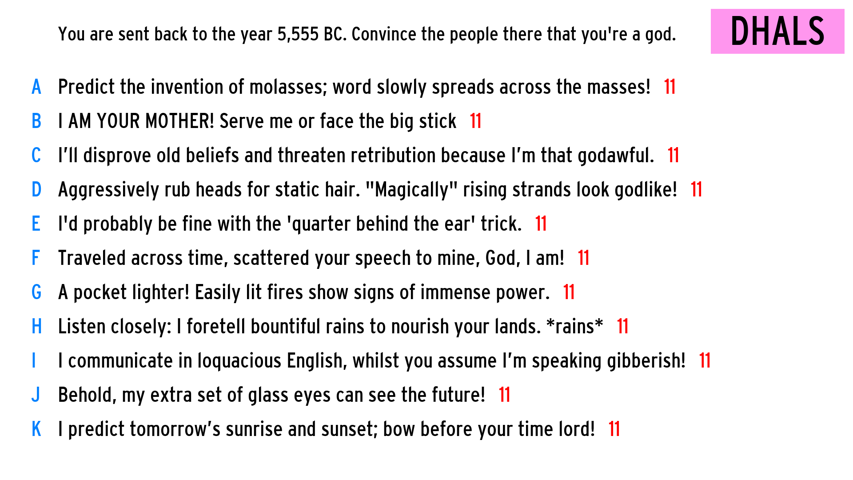 You are sent back to the year 5,555 BC. Convince the people there that you're a god.
DHALS
A Predict the invention of molasses; word slowly spreads across the masses! 11
B I AM YOUR MOTHER! Serve me or face the big stick 11
C I’ll disprove old beliefs and threaten retribution because I’m that godawful. 11
D Aggressively rub heads for static hair. "Magically" rising strands look godlike! 11
E I'd probably be fine with the 'quarter behind the ear' trick. 11
F Traveled across time, scattered your speech to mine, God, I am! 11
G A pocket lighter! Easily lit fires show signs of immense power. 11
H Listen closely: I foretell bountiful rains to nourish your lands. *rains* 11
I I communicate in loquacious English, whilst you assume I’m speaking gibberish! 11
J Behold, my extra set of glass eyes can see the future! 11
K I predict tomorrow’s sunrise and sunset; bow before your time lord! 11